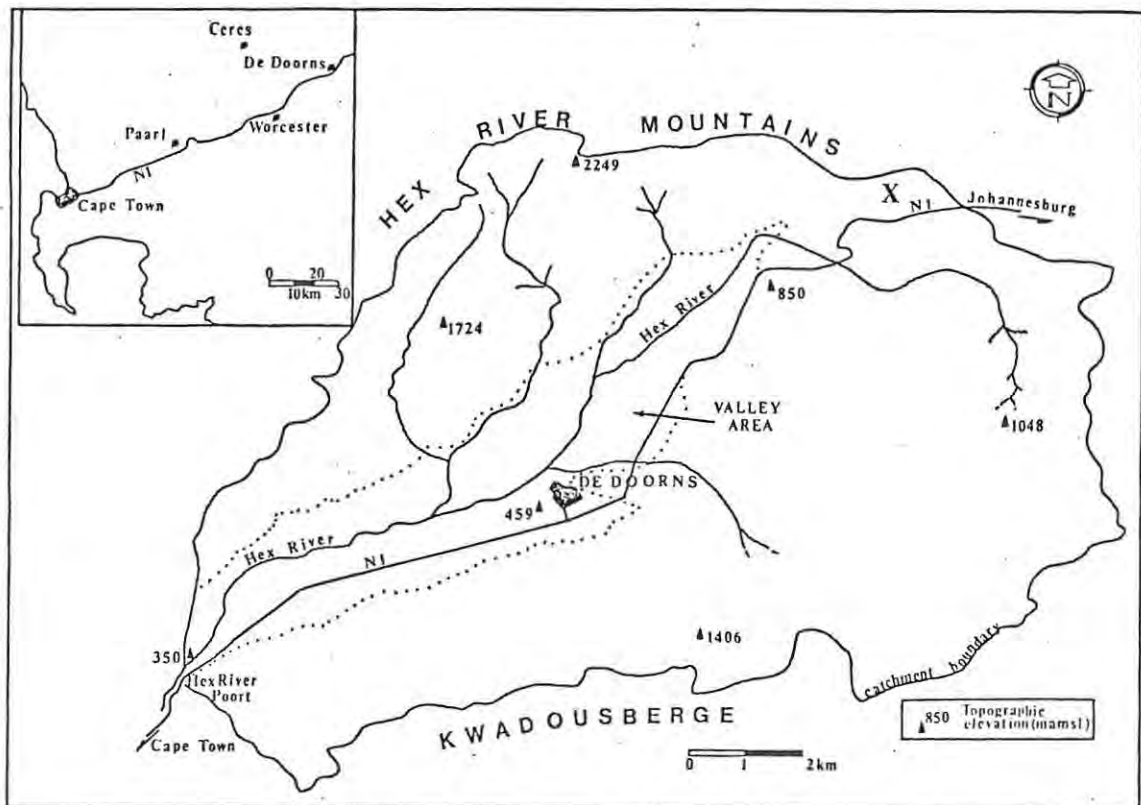 Ceres
De Doorns
Paarl
Worcester
N1
Cape Town
0 20
10km 30
N
HEX RIVER MOUNTAINS
2249
X
N1
Johannesburg
850
Hex River
1724
VALLEY
AREA
1048
DE DOORNS
459
Hex River
N1
350
Hex River
Poort
Cape Town
1406
catchment boundary
KWADOUSBERGE
850 Topographic
elevation(mamsl)
0 1 2km